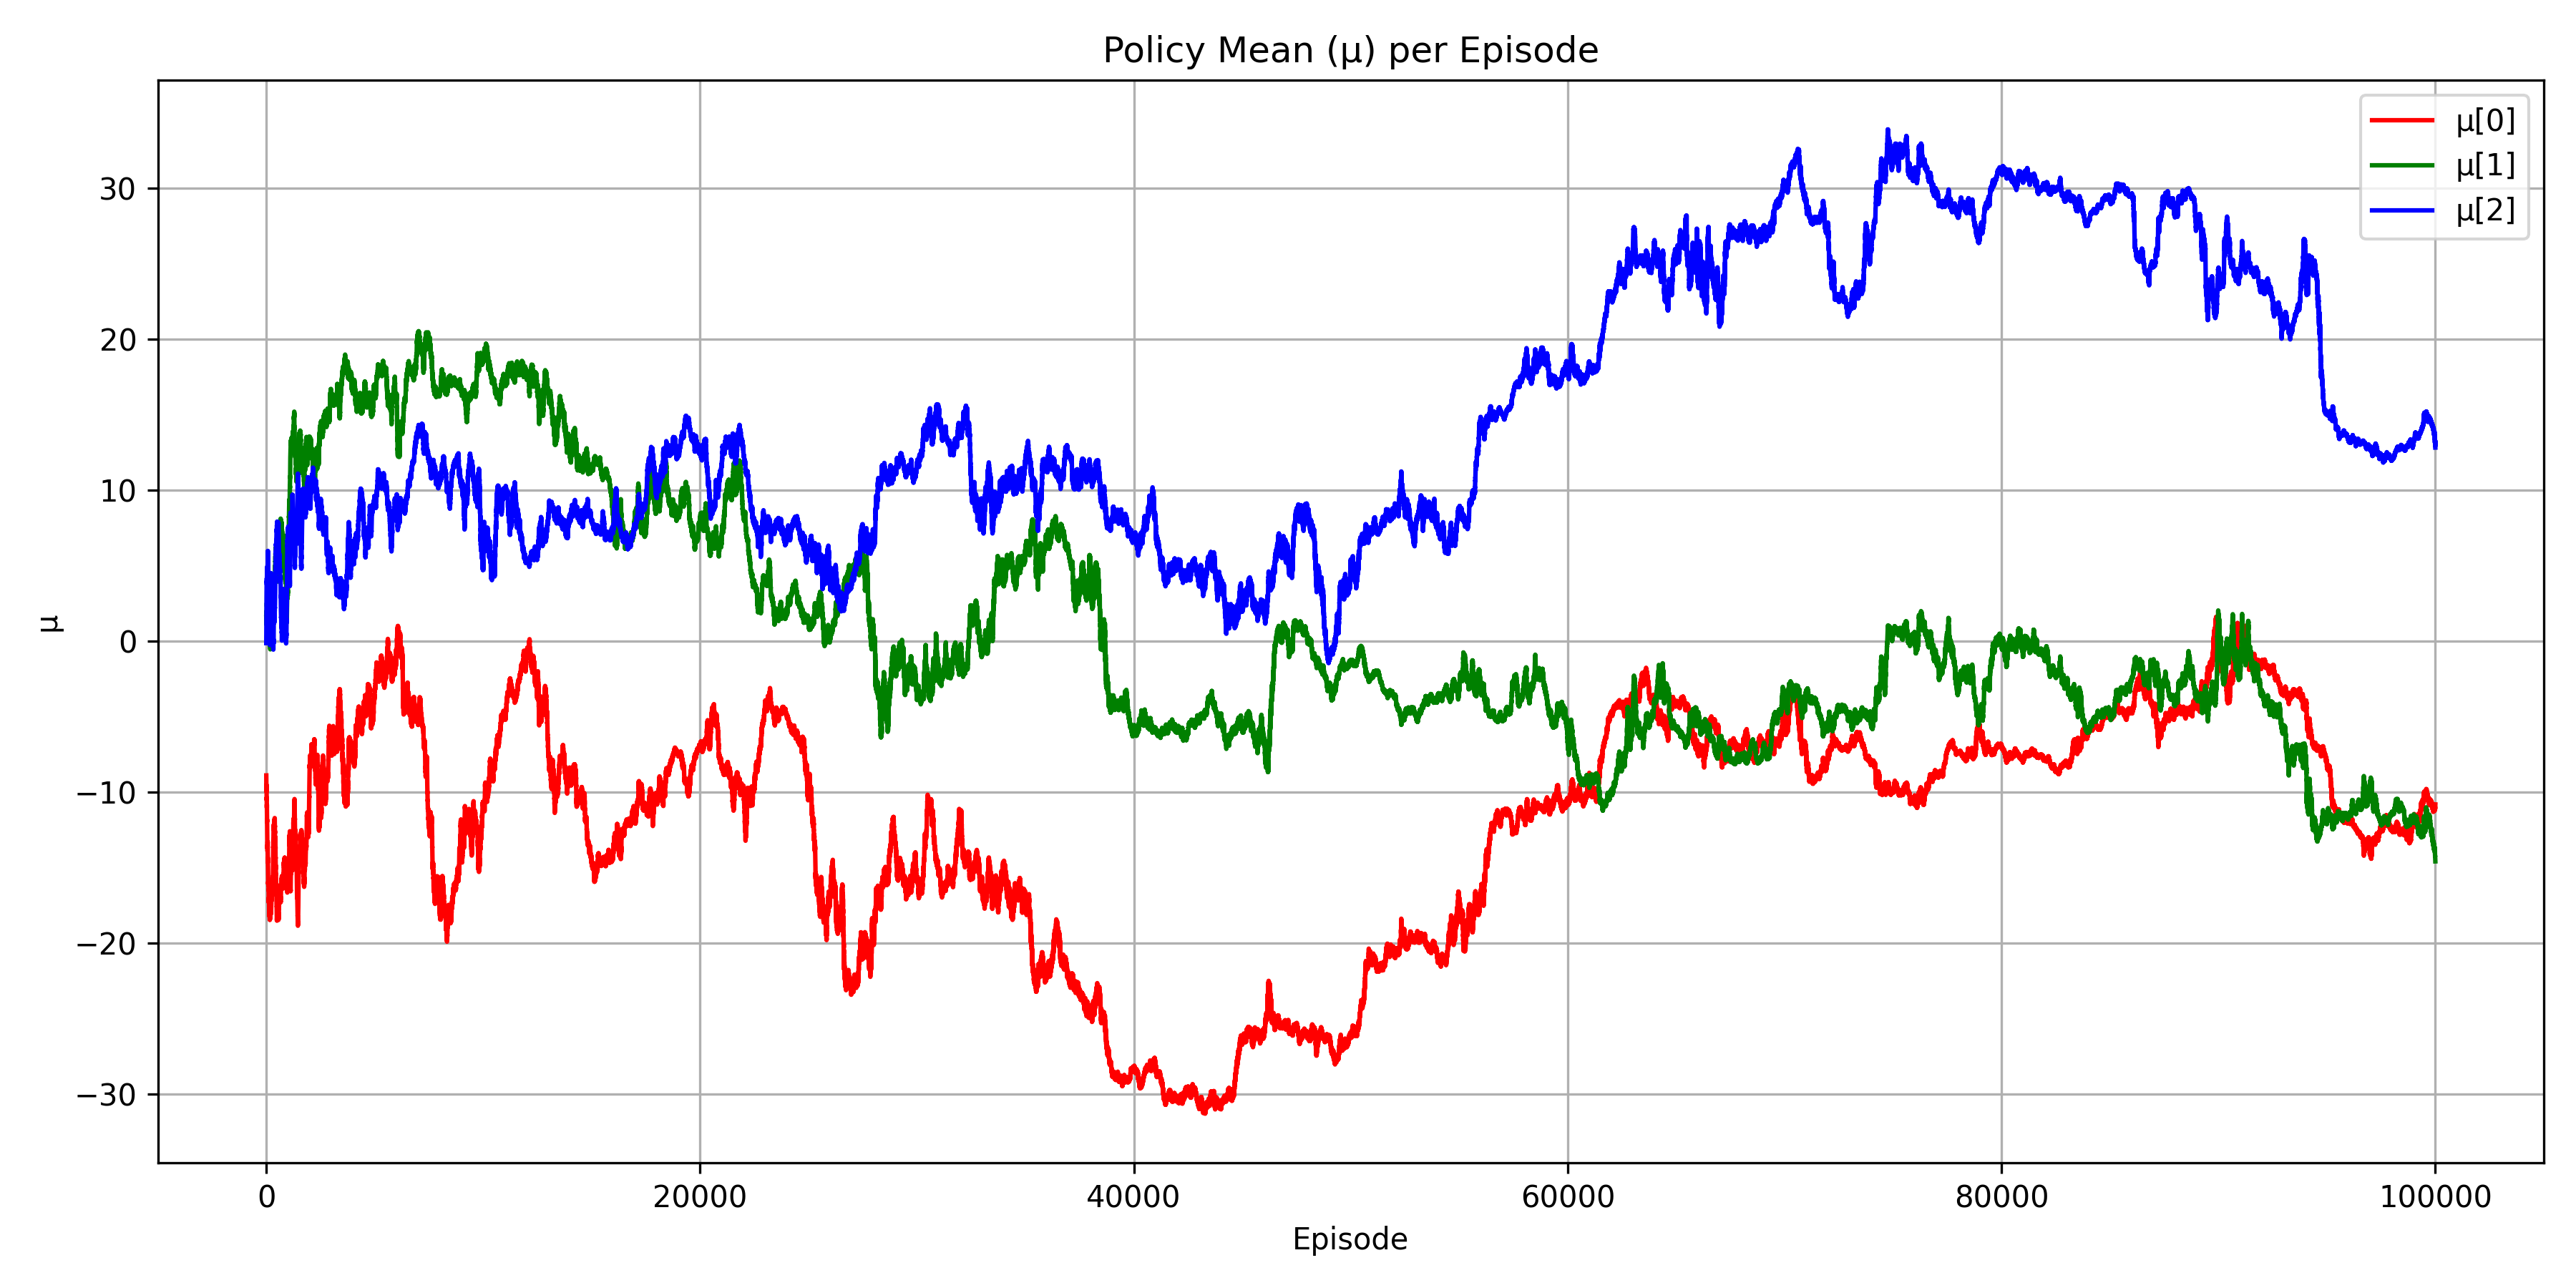 Policy Mean (μ) per Episode
μ[0]
μ[1]
μ[2]
30
20
10
0
−10
−20
−30
μ
0 20000 40000 60000 80000 100000
Episode